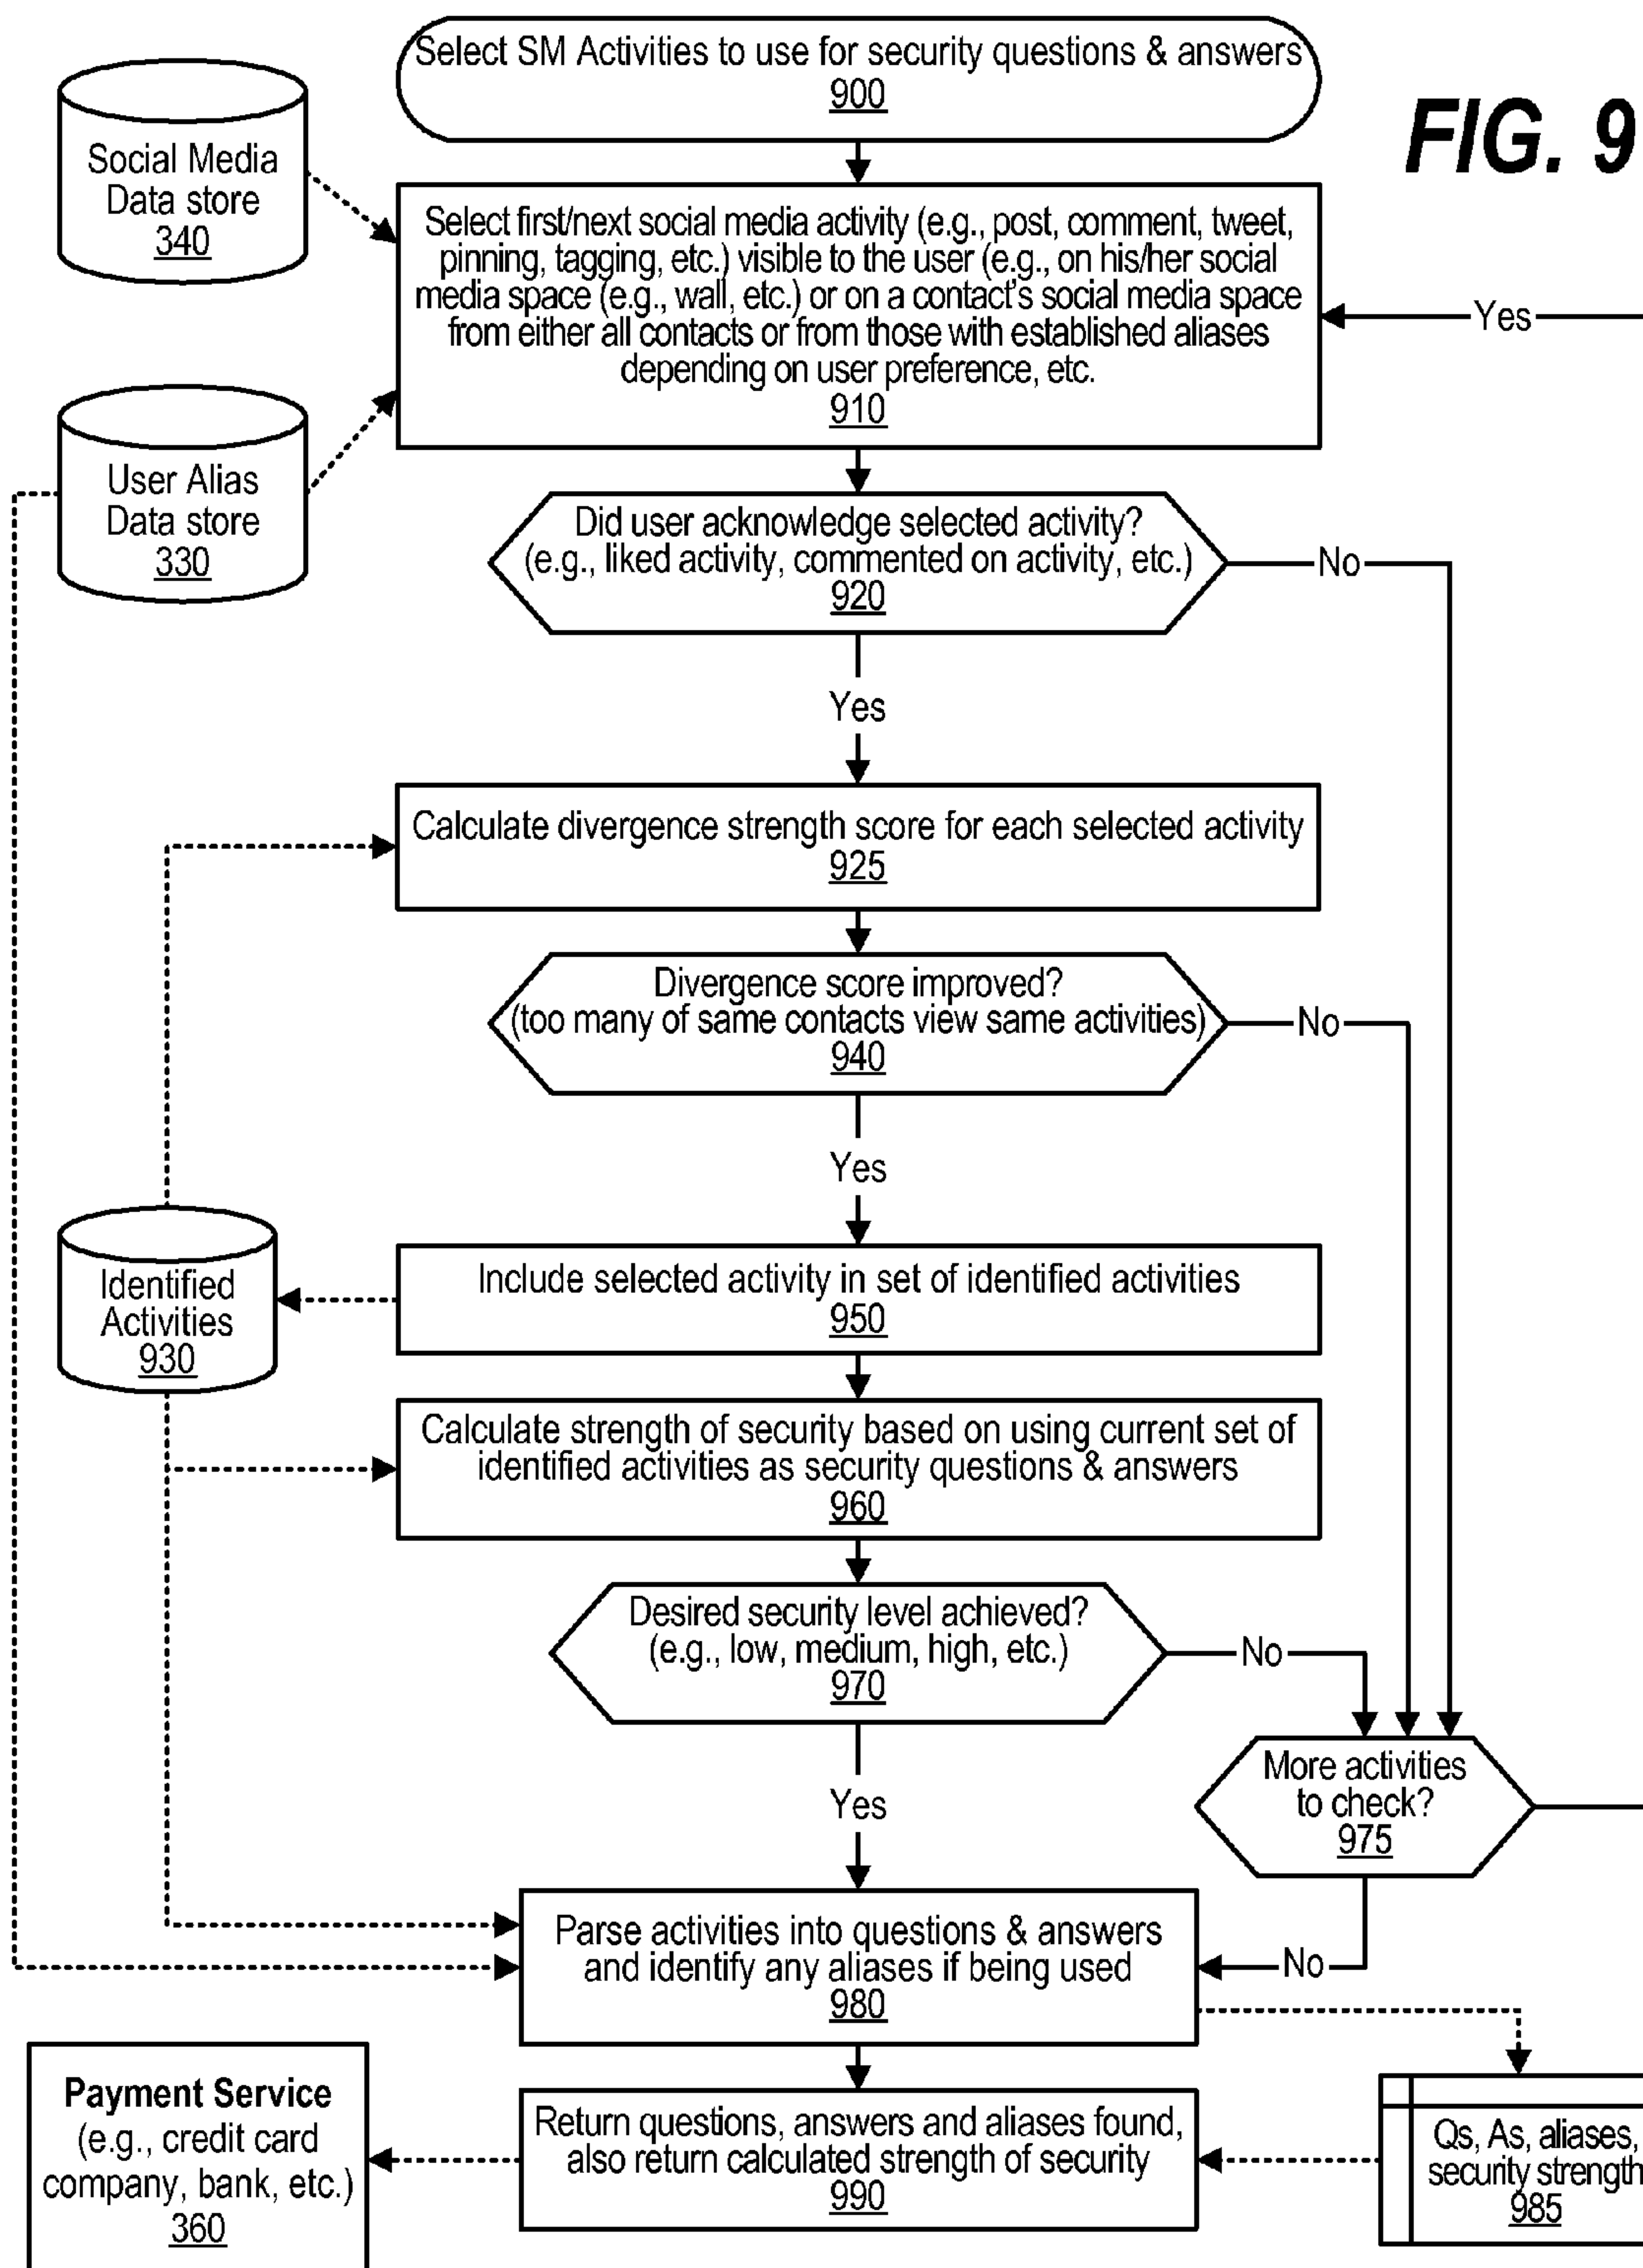 Select SM Activities to use for security questions & answers
900
FIG. 9
Social Media
Data store
340
Select first/next social media activity (e.g., post, comment, tweet,
pinning, tagging, etc.) visible to the user (e.g., on his/her social
media space (e.g., wall, etc.) or on a contact's social media space
from either all contacts or from those with established aliases
depending on user preference, etc.
910
Yes
User Alias
Data store
330
Did user acknowledge selected activity?
(e.g., liked activity, commented on activity, etc.)
920
No
Yes
Calculate divergence strength score for each selected activity
925
Divergence score improved?
(too many of same contacts view same activities)
940
No
Yes
Identified
Activities
930
Include selected activity in set of identified activities
950
Calculate strength of security based on using current set of
identified activities as security questions & answers
960
Desired security level achieved?
(e.g., low, medium, high, etc.)
970
No
Yes
More activities
to check?
975
No
Parse activities into questions & answers
and identify any aliases if being used
980
Payment Service
(e.g., credit card
company, bank, etc.)
360
Return questions, answers and aliases found,
also return calculated strength of security
990
Qs, As, aliases,
security strength
985